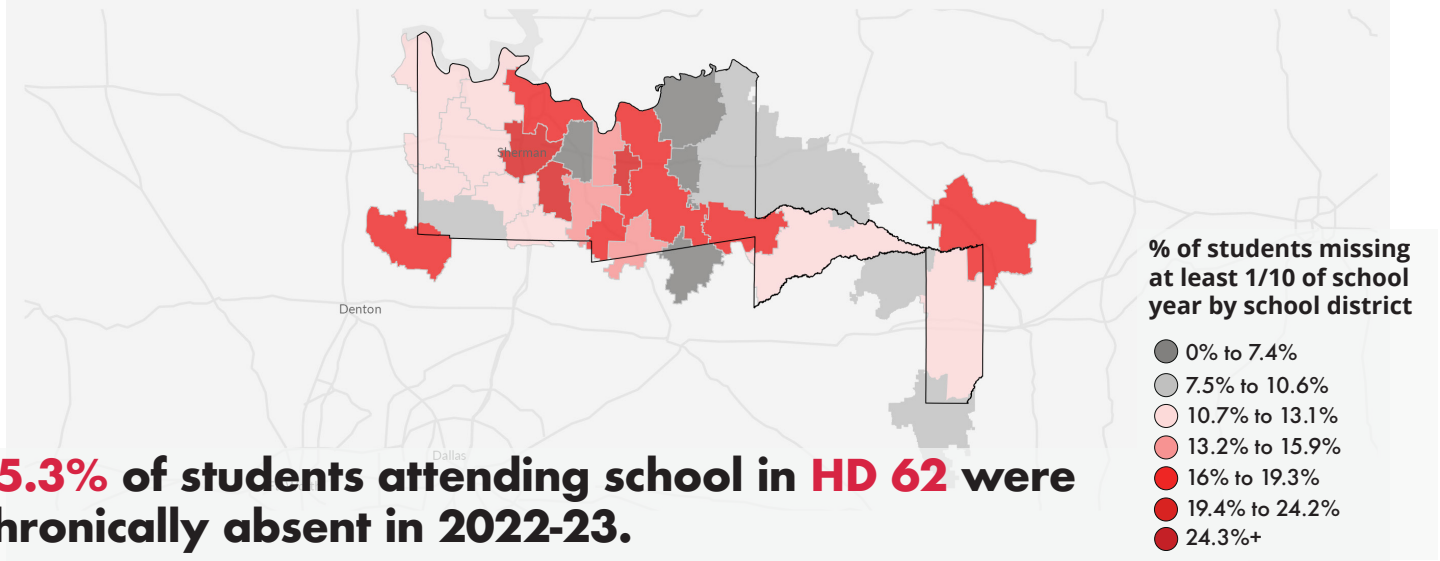 Sherman
Denton
Dallas
% of students missing
at least 1/10 of school
year by school district
0% to 7.4%
7.5% to 10.6%
10.7% to 13.1%
13.2% to 15.9%
16% to 19.3%
19.4% to 24.2%
24.3%+
5.3% of students attending school in HD 62 were
hronically absent in 2022-23.